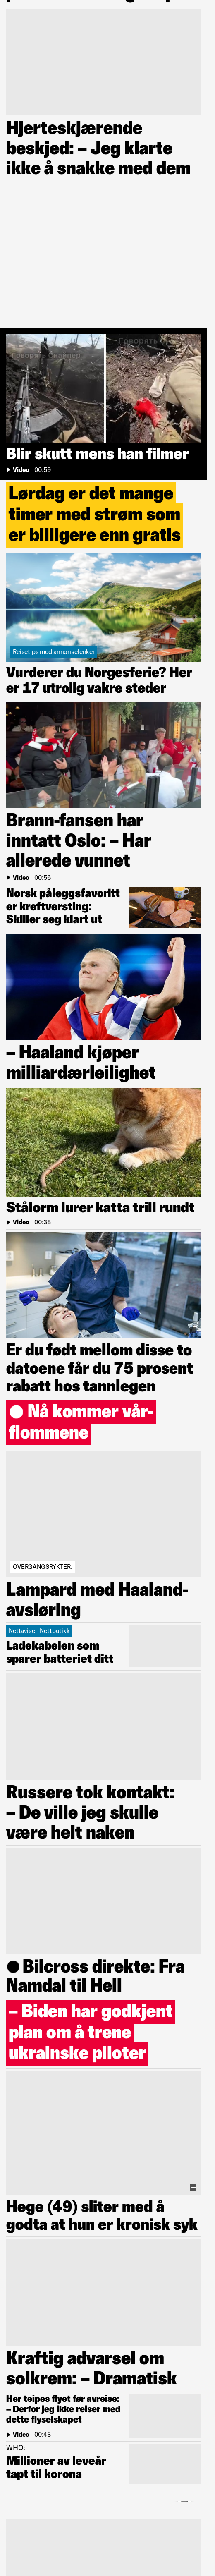 Hjerteskjærende
beskjed: – Jeg klarte
ikke å snakke med dem
Говорять
Говорять Снайпер
Blir skutt mens han filmer
Video | 00:59
Lørdag er det mange
timer med strøm som
er billigere enn gratis
Reisetips med annonselenker
Vurderer du Norgesferie? Her
er 17 utrolig vakre steder
Brann-fansen har
inntatt Oslo: – Har
allerede vunnet
Video | 00:56
Norsk påleggsfavoritt
er kreftversting:
Skiller seg klart ut
– Haaland kjøper
milliardærleilighet
Stålorm lurer katta trill rundt
Video | 00:38
Er du født mellom disse to
datoene får du 75 prosent
rabatt hos tannlegen
Nå kommer vår-
flommene
OVERGANGSRYKTER:
Lampard med Haaland-
avsløring
Nettavisen Nettbutikk
Ladekabelen som
sparer batteriet ditt
Russere tok kontakt:
– De ville jeg skulle
være helt naken
Bilcross direkte: Fra
Namdal til Hell
– Biden har godkjent
plan om å trene
ukrainske piloter
Hege (49) sliter med å
godta at hun er kronisk syk
Kraftig advarsel om
solkrem: – Dramatisk
Her teipes flyet før avreise:
– Derfor jeg ikke reiser med
dette flyselskapet
Video | 00:43
WHO:
Millioner av leveår
tapt til korona